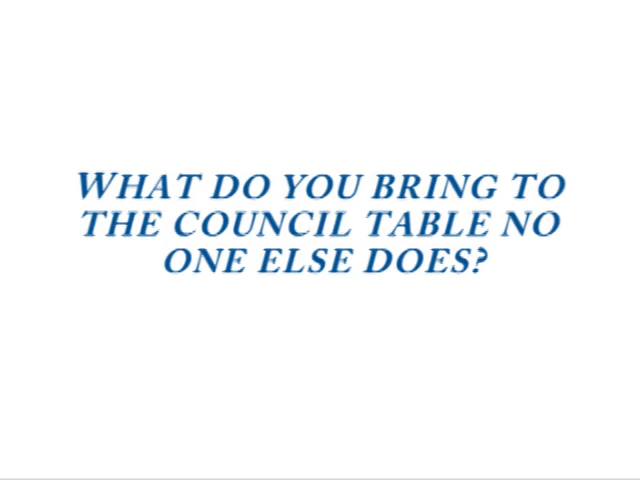 WHAT DO YOU BRING TO
THE COUNCIL TABLE NO
ONE ELSE DOES?